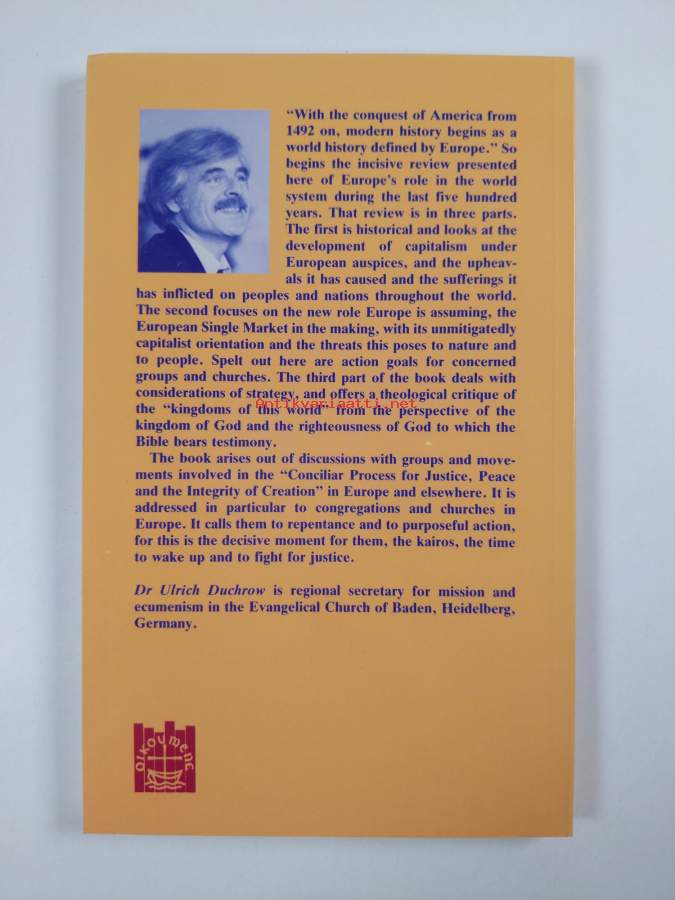 “With the conquest of America from
1492 on, modern history begins as a
world history defined by Europe.” So
begins the incisive review presented
here of Europe's role in the world
system during the last five hundred
years. That review is in three parts.
The first is historical and looks at the
development of capitalism under
European auspices, and the upheav-
als it has caused and the sufferings it
has inflicted on peoples and nations throughout the world.
The second focuses on the new role Europe is assuming, the
European Single Market in the making, with its unmitigatedly
capitalist orientation and the threats this poses to nature and
to people. Spelt out here are action goals for concerned
groups and churches. The third part of the book deals with
considerations of strategy, and offers a theological critique of
Antikvariaatti.net
the “kingdoms of this world” from the perspective of the
kingdom of God and the righteousness of God to which the
Bible bears testimony.
The book arises out of discussions with groups and move-
ments involved in the “Conciliar Process for Justice, Peace
and the Integrity of Creation” in Europe and elsewhere. It is
addressed in particular to congregations and churches in
Europe. It calls them to repentance and to purposeful action,
for this is the decisive moment for them, the kairos, the time
to wake up and to fight for justice.
Dr Ulrich Duchrow is regional secretary for mission and
ecumenism in the Evangelical Church of Baden, Heidelberg,
Germany.
OIKOUMENE